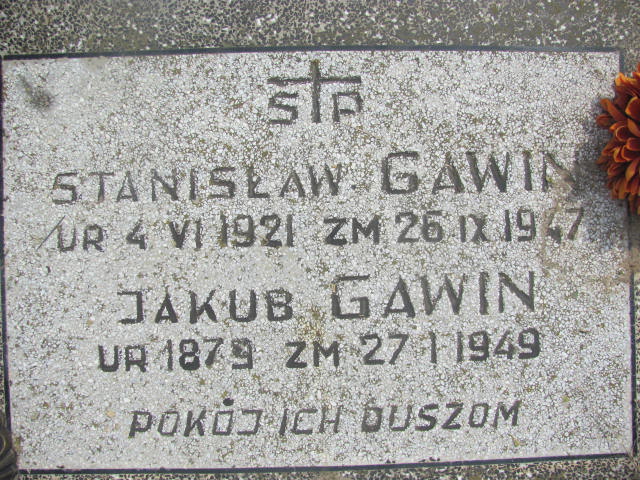 Ś P
STANISŁAW GAWIN
UR 4 VI 1921 ZM 26 IX 1947
JAKUB GAWIN
UR 1879 ZM 27 I 1949
POKÓJ ICH DUSZOM